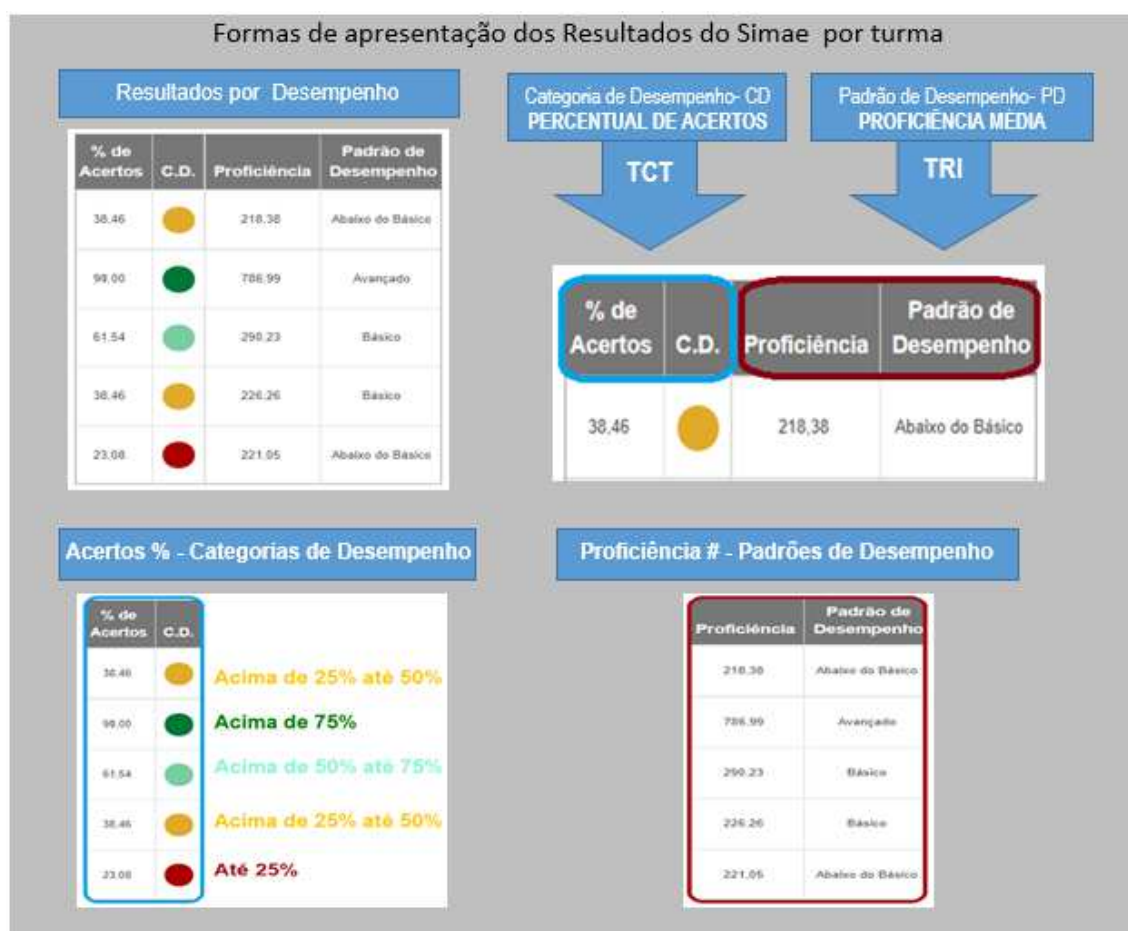 Formas de apresentação dos Resultados do Simae por turma
Resultados por Desempenho
% de Acertos C.D. Proficiência Padrão de Desempenho
38.46 218.38 Abaixo do Básico
98.00 786.99 Avançado
61.54 290.23 Básico
38.46 226.26 Básico
23.08 221.05 Abaixo do Básico
Categoria de Desempenho- CD
PERCENTUAL DE ACERTOS
TCT
Padrão de Desempenho- PD
PROFICIÊNCIA MÉDIA
TRI
% de Acertos C.D. Proficiência Padrão de Desempenho
38,46 218,38 Abaixo do Básico
Acertos % - Categorias de Desempenho
% de Acertos C.D.
38.46 Acima de 25% até 50%
98.00 Acima de 75%
61.54 Acima de 50% até 75%
38.46 Acima de 25% até 50%
23.08 Até 25%
Proficiência # - Padrões de Desempenho
Proficiência Padrão de Desempenho
218.38 Abaixo do Básico
786.99 Avançado
290.23 Básico
226.26 Básico
221.05 Abaixo do Básico